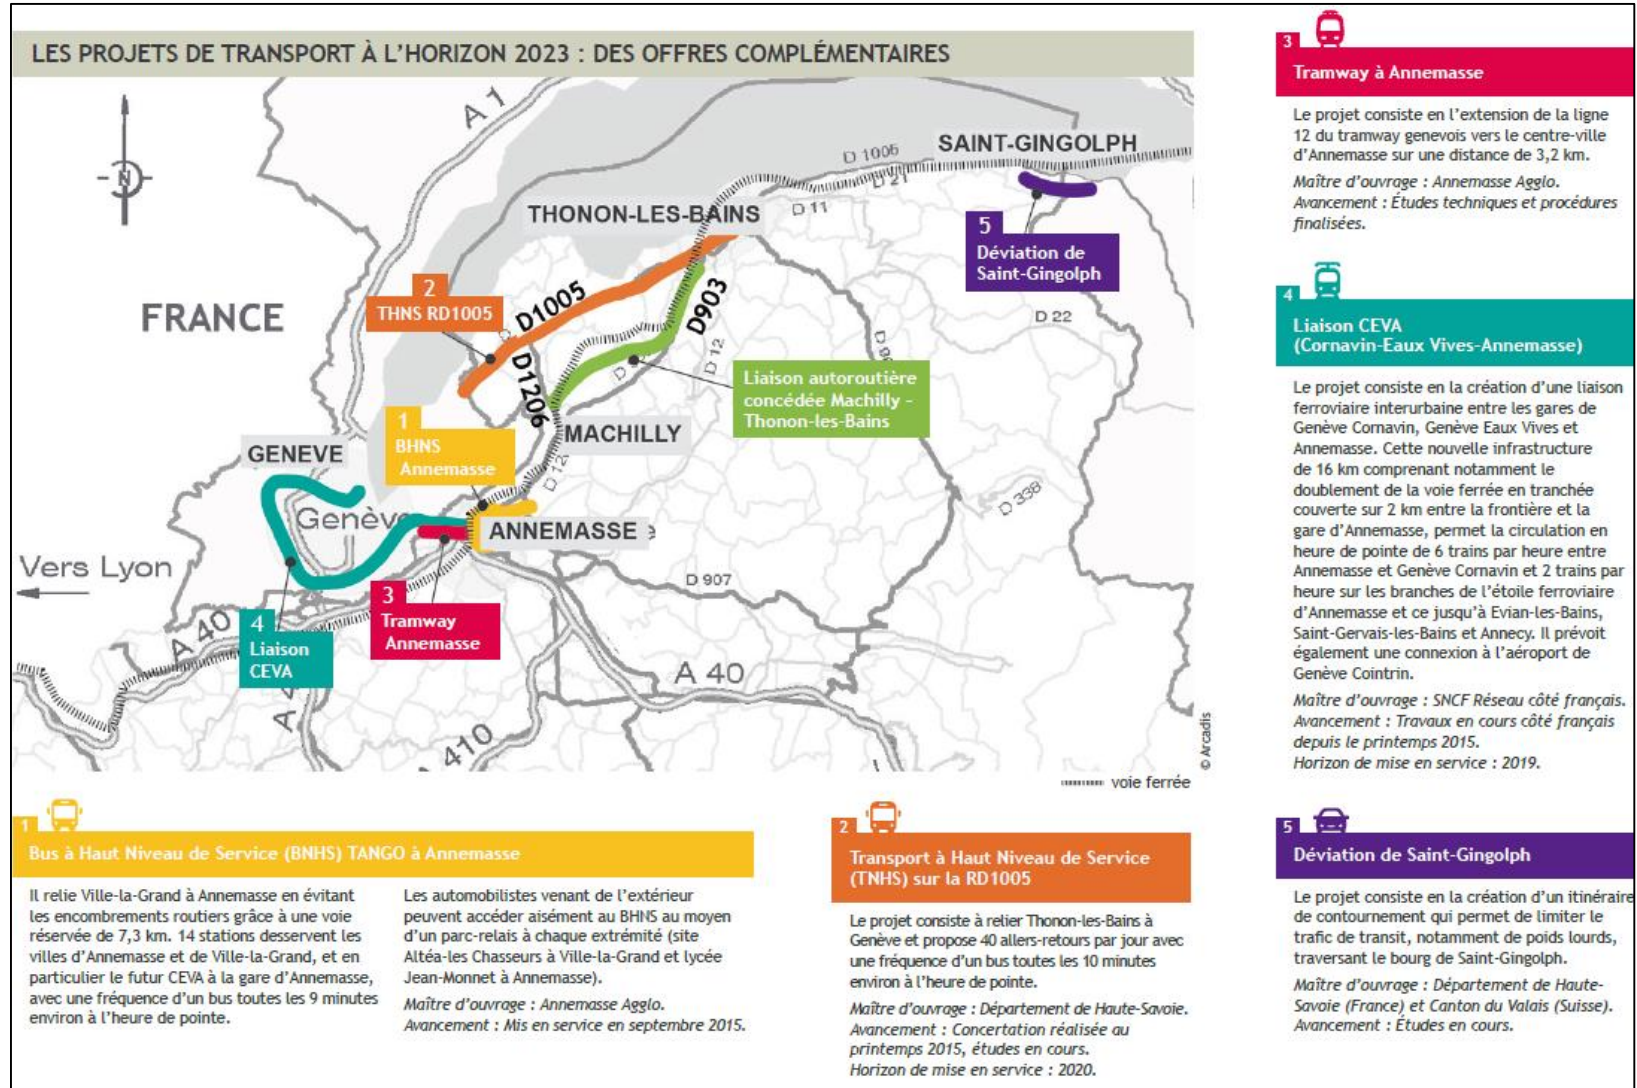 LES PROJETS DE TRANSPORT À L'HORIZON 2023 : DES OFFRES COMPLÉMENTAIRES
A 1
N
SAINT-GINGOLPH
D 1005
D 21
THONON-LES-BAINS
D 11
5
Déviation de
Saint-Gingolph
2
THNS RD1005
D1005
D903
FRANCE
D 22
D 12
D1206
Liaison autoroutière
concédée Machilly -
Thonon-les-Bains
1
BHNS
Annemasse
MACHILLY
GENEVE
D 12
D 338
Genève
ANNEMASSE
Vers Lyon
D 907
3
Tramway
Annemasse
4
Liaison
CEVA
A 40
A 40
A 4
410
© Arcadis
voie ferrée
1
Bus à Haut Niveau de Service (BNHS) TANGO à Annemasse
Il relie Ville-la-Grand à Annemasse en évitant
les encombrements routiers grâce à une voie
réservée de 7,3 km. 14 stations desservent les
villes d'Annemasse et de Ville-la-Grand, et en
particulier le futur CEVA à la gare d'Annemasse,
avec une fréquence d'un bus toutes les 9 minutes
environ à l'heure de pointe.
Les automobilistes venant de l'extérieur
peuvent accéder aisément au BHNS au moyen
d'un parc-relais à chaque extrémité (site
Altéa-les Chasseurs à Ville-la-Grand et lycée
Jean-Monnet à Annemasse).
Maître d'ouvrage : Annemasse Agglo.
Avancement : Mis en service en septembre 2015.
2
Transport à Haut Niveau de Service
(TNHS) sur la RD1005
Le projet consiste à relier Thonon-les-Bains à
Genève et propose 40 allers-retours par jour avec
une fréquence d'un bus toutes les 10 minutes
environ à l'heure de pointe.
Maître d'ouvrage : Département de Haute-Savoie.
Avancement : Concertation réalisée au
printemps 2015, études en cours.
Horizon de mise en service : 2020.
3
Tramway à Annemasse
Le projet consiste en l'extension de la ligne
12 du tramway genevois vers le centre-ville
d'Annemasse sur une distance de 3,2 km.
Maître d'ouvrage : Annemasse Agglo.
Avancement : Études techniques et procédures
finalisées.
4
Liaison CEVA
(Cornavin-Eaux Vives-Annemasse)
Le projet consiste en la création d'une liaison
ferroviaire interurbaine entre les gares de
Genève Cornavin, Genève Eaux Vives et
Annemasse. Cette nouvelle infrastructure
de 16 km comprenant notamment le
doublement de la voie ferrée en tranchée
couverte sur 2 km entre la frontière et la
gare d'Annemasse, permet la circulation en
heure de pointe de 6 trains par heure entre
Annemasse et Genève Cornavin et 2 trains par
heure sur les branches de l'étoile ferroviaire
d'Annemasse et ce jusqu'à Evian-les-Bains,
Saint-Gervais-les-Bains et Annecy. Il prévoit
également une connexion à l'aéroport de
Genève Cointrin.
Maître d'ouvrage : SNCF Réseau côté français.
Avancement : Travaux en cours côté français
depuis le printemps 2015.
Horizon de mise en service : 2019.
5
Déviation de Saint-Gingolph
Le projet consiste en la création d'un itinéraire
de contournement qui permet de limiter le
trafic de transit, notamment de poids lourds,
traversant le bourg de Saint-Gingolph.
Maître d'ouvrage : Département de Haute-
Savoie (France) et Canton du Valais (Suisse).
Avancement : Études en cours.